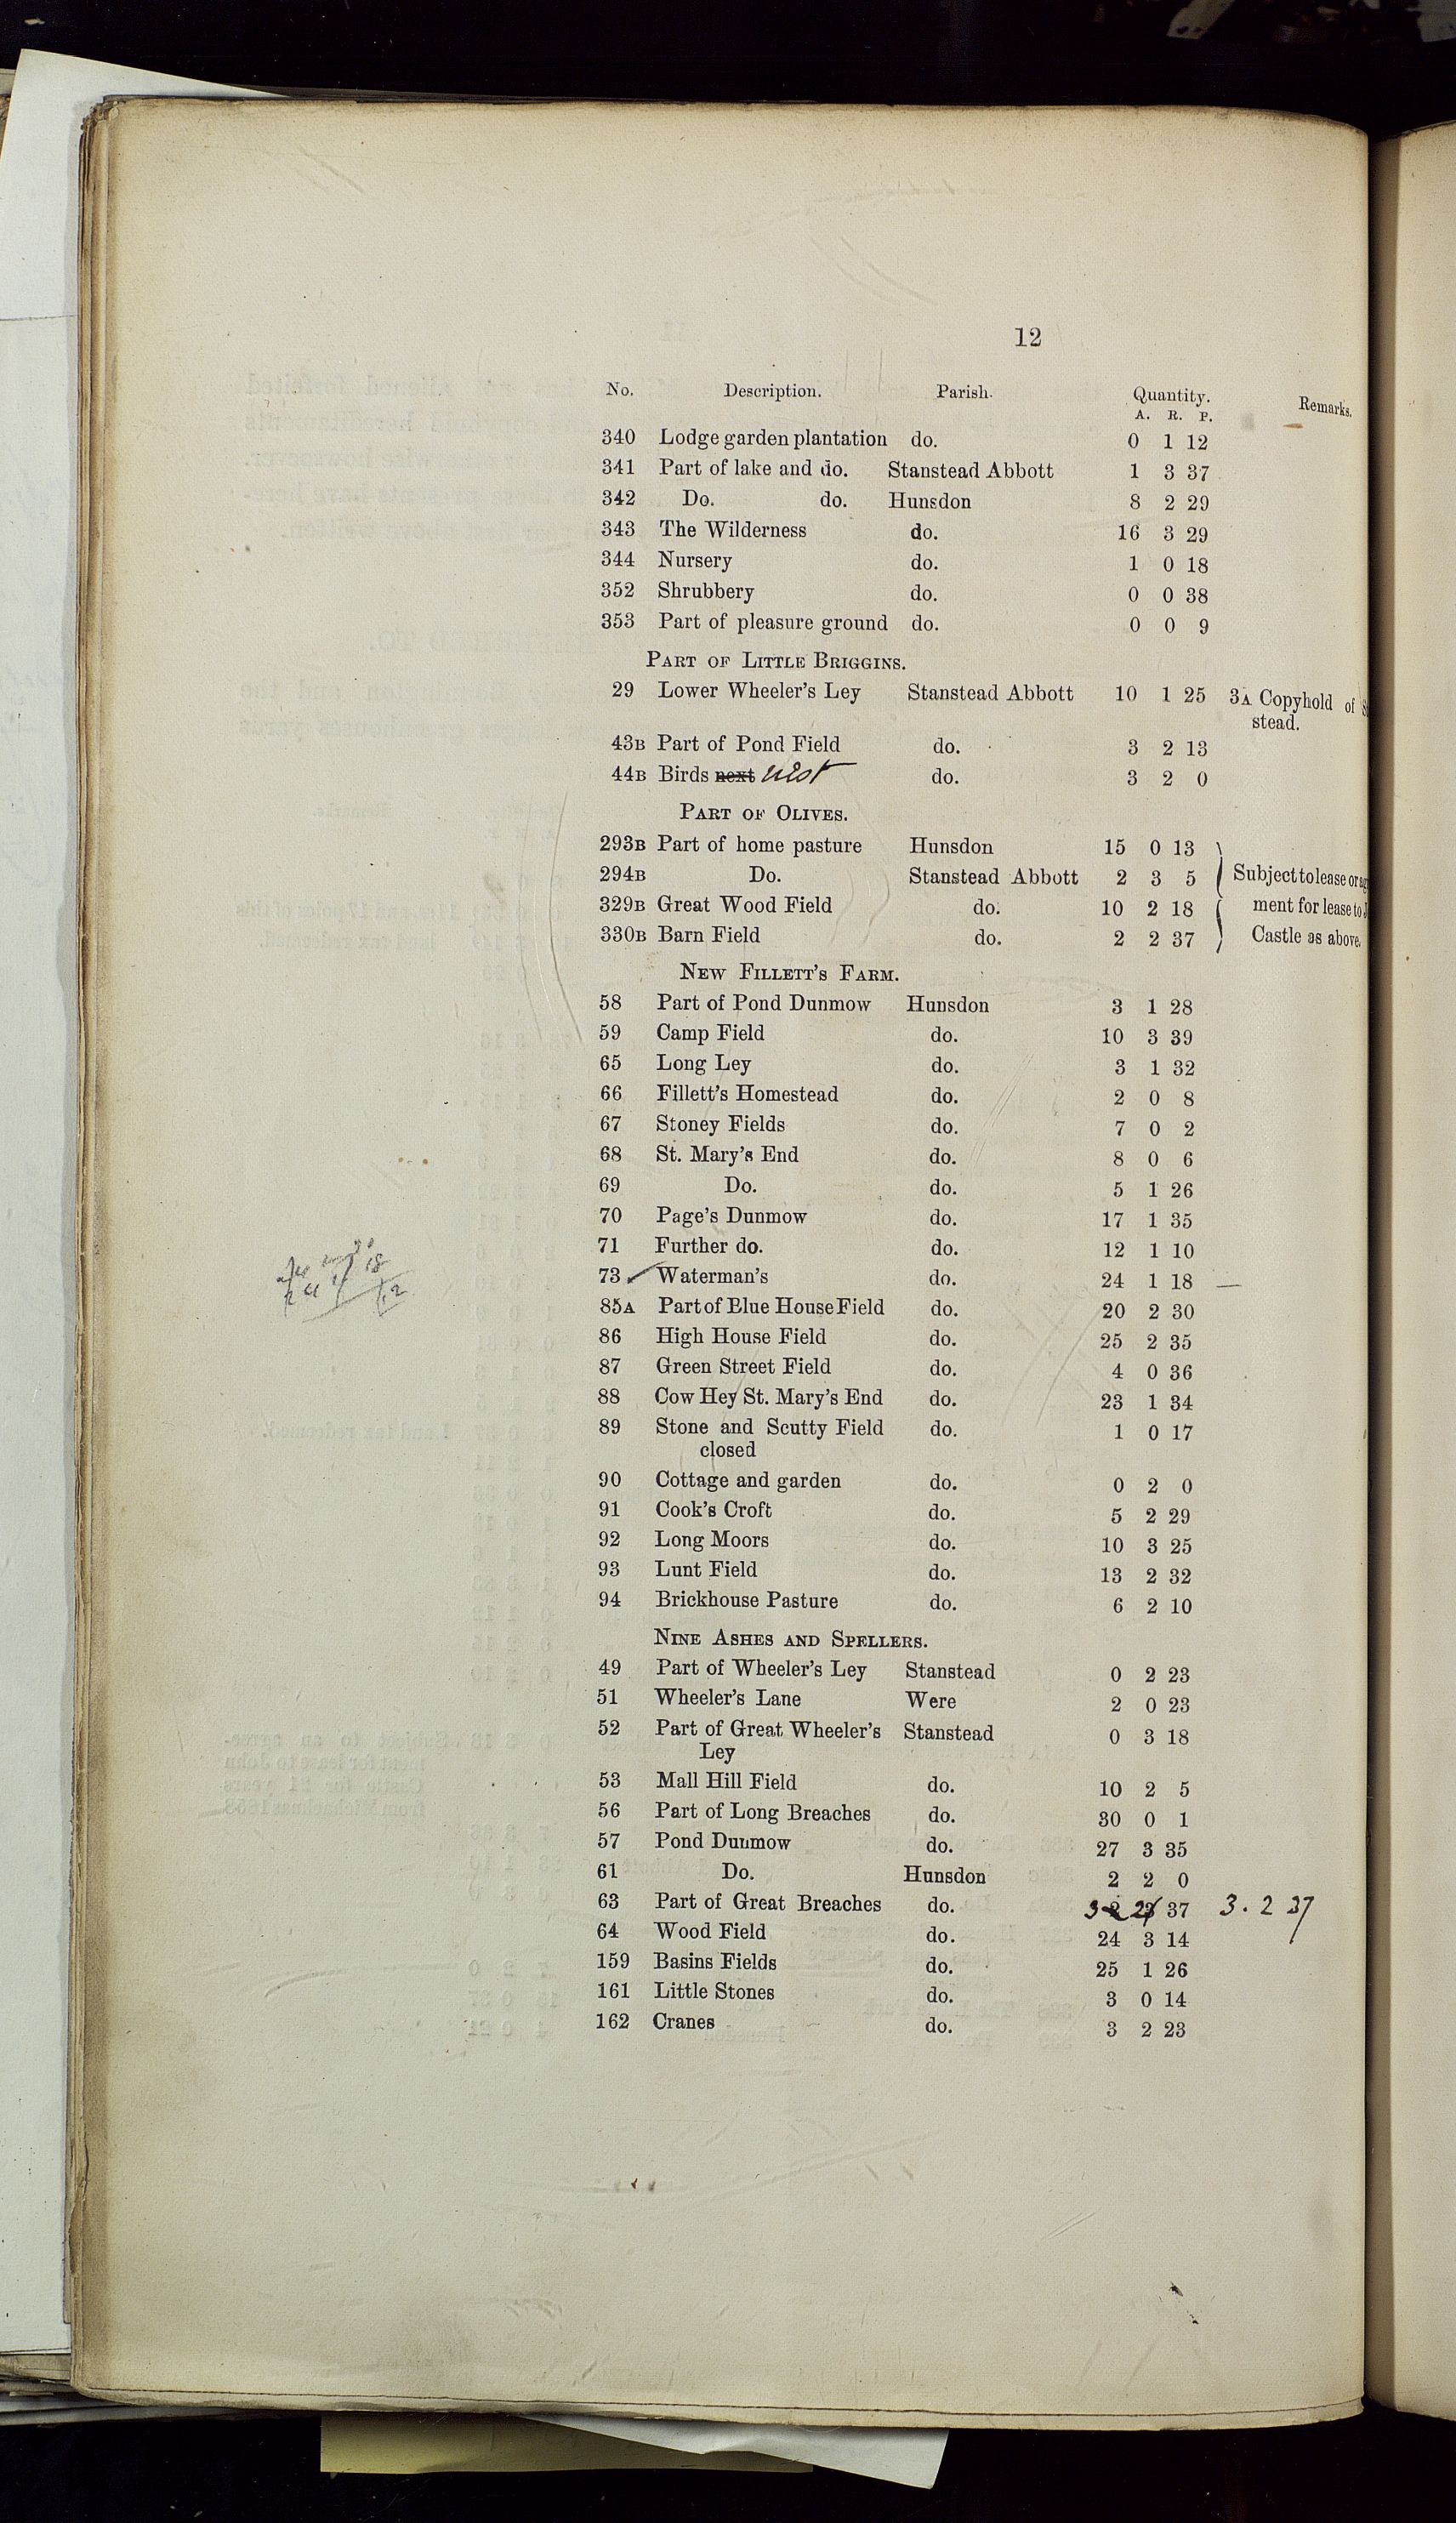 12
No. Description. Parish. Quantity. Remarks.
A. R. P.
340 Lodge garden plantation do. 0 1 12
341 Part of lake and do. Stanstead Abbott 1 3 37
342 Do. do. Hunsdon 8 2 29
343 The Wilderness do. 16 3 29
344 Nursery do. 1 0 18
352 Shrubbery do. 0 0 38
353 Part of pleasure ground do. 0 0 9
PART OF LITTLE BRIGGINS.
29 Lower Wheeler's Ley Stanstead Abbott 10 1 25 3A Copyhold of
stead.
43B Part of Pond Field do. 3 2 13
44B Birds next nest do. 3 2 0
PART OF OLIVES.
293B Part of home pasture Hunsdon 15 0 13
294B Do. Stanstead Abbott 2 3 5 Subject to lease or
329B Great Wood Field do. 10 2 18 ment for lease to
330B Barn Field do. 2 2 37 Castle as above.
NEW FILLETT'S FARM.
58 Part of Pond Dunmow Hunsdon 3 1 28
59 Camp Field do. 10 3 39
65 Long Ley do. 3 1 32
66 Fillett's Homestead do. 2 0 8
67 Stoney Fields do. 7 0 2
68 St. Mary's End do. 8 0 6
69 Do. do. 5 1 26
70 Page's Dunmow do. 17 1 35
71 Further do. do. 12 1 10
73 Waterman's do. 24 1 18 —
85A Part of Blue House Field do. 20 2 30
86 High House Field do. 25 2 35
87 Green Street Field do. 4 0 36
88 Cow Hey St. Mary's End do. 23 1 34
89 Stone and Scutty Field do. 1 0 17
closed
90 Cottage and garden do. 0 2 0
91 Cook's Croft do. 5 2 29
92 Long Moors do. 10 3 25
93 Lunt Field do. 13 2 32
94 Brickhouse Pasture do. 6 2 10
NINE ASHES AND SPELLERS.
49 Part of Wheeler's Ley Stanstead 0 2 23
51 Wheeler's Lane Were 2 0 23
52 Part of Great Wheeler's Stanstead 0 3 18
Ley
53 Mall Hill Field do. 10 2 5
56 Part of Long Breaches do. 30 0 1
57 Pond Dunmow do. 27 3 35
61 Do. Hunsdon 2 2 0
63 Part of Great Breaches do. 3 2 2 3 37 3. 2 37
64 Wood Field do. 24 3 14
159 Basins Fields do. 25 1 26
161 Little Stones do. 3 0 14
162 Cranes do. 3 2 23